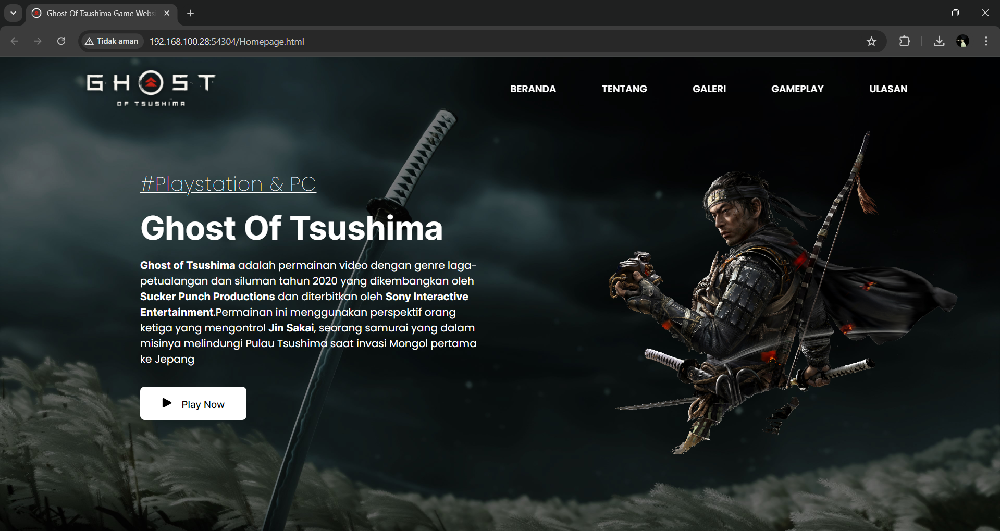 Ghost Of Tsushima Game Webs
Tidak aman
192.168.100.28:54304/Homepage.html
GHOST
OF TSUSHIMA
BERANDA
TENTANG
GALERI
GAMEPLAY
ULASAN
#Playstation & PC
Ghost Of Tsushima
Ghost of Tsushima adalah permainan video dengan genre laga-
petualangan dan siluman tahun 2020 yang dikembangkan oleh
Sucker Punch Productions dan diterbitkan oleh Sony Interactive
Entertainment.Permainan ini menggunakan perspektif orang
ketiga yang mengontrol Jin Sakai, seorang samurai yang dalam
misinya melindungi Pulau Tsushima saat invasi Mongol pertama
ke Jepang
Play Now